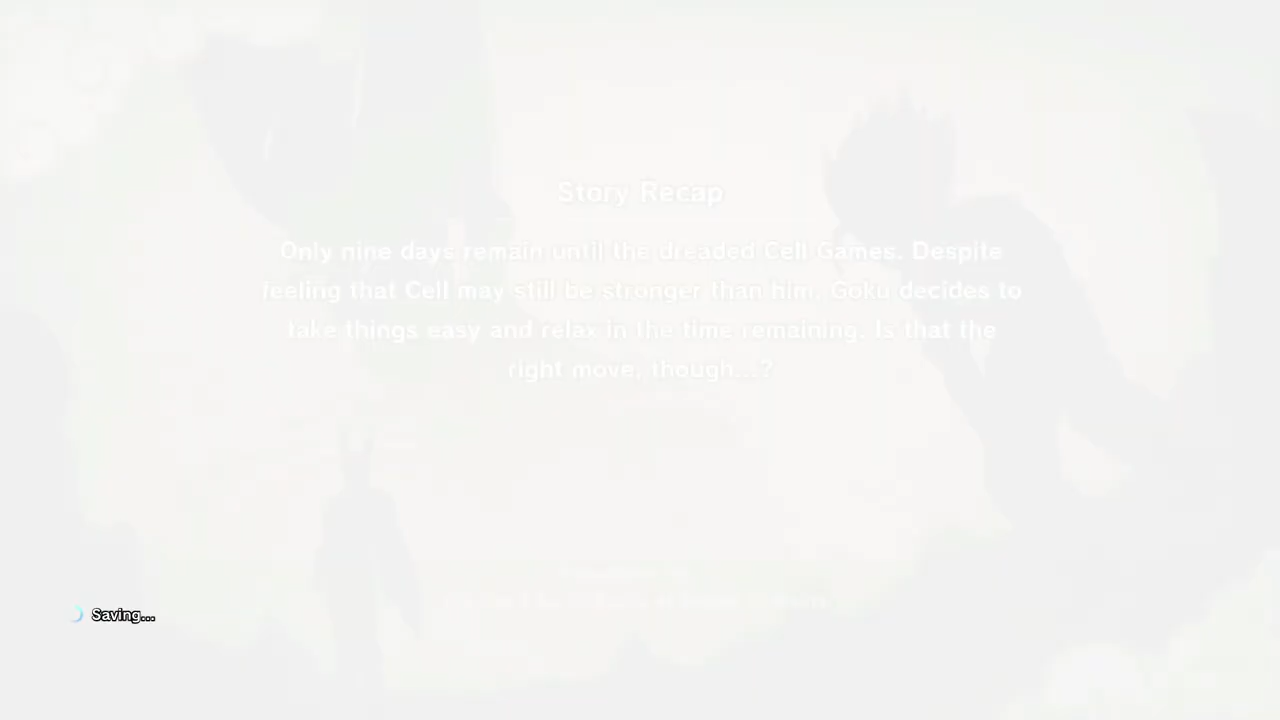 Story Recap
Only nine days remain until the dreaded Cell Games. Despite
feeling that Cell may still be stronger than him, Goku decides to
take things easy and relax in the time remaining. Is that the
right move, though...?
Saving...